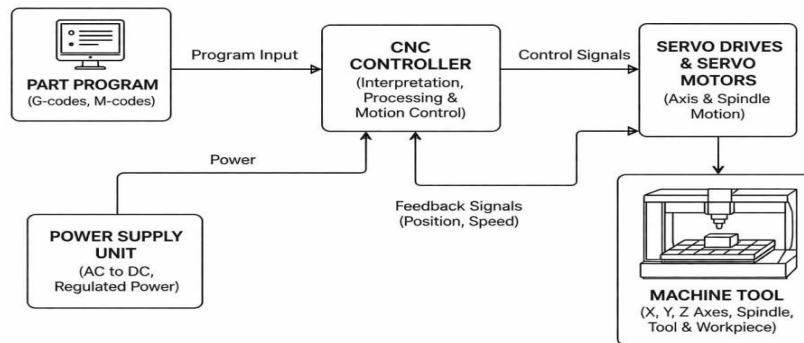 PART PROGRAM
(G-codes, M-codes)
Program Input
CNC
CONTROLLER
(Interpretation,
Processing &
Motion Control)
Control Signals
SERVO DRIVES
& SERVO
MOTORS
(Axis & Spindle
Motion)
Power
Feedback Signals
(Position, Speed)
POWER SUPPLY
UNIT
(AC to DC,
Regulated Power)
MACHINE TOOL
(X, Y, Z Axes, Spindle,
Tool & Workpiece)